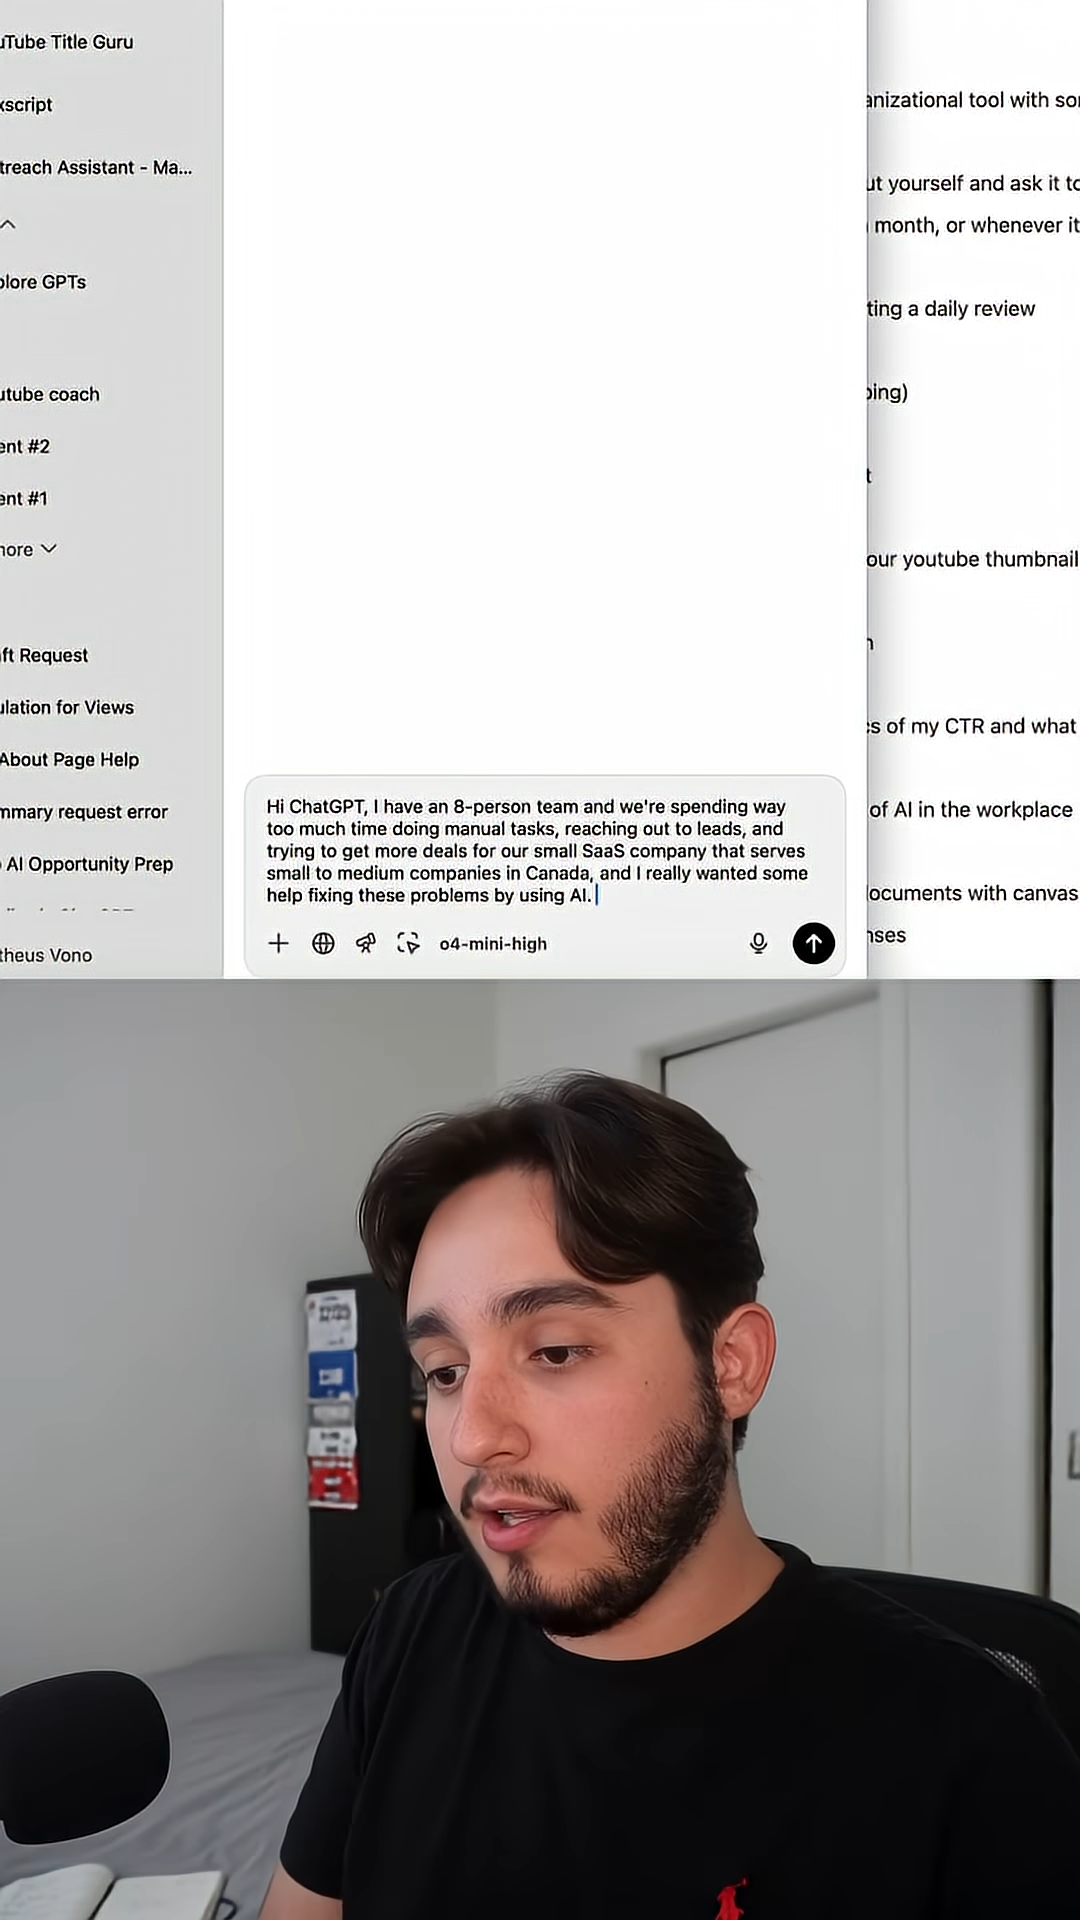 uTube Title Guru
xscript
treach Assistant - Ma...
plore GPTs
utube coach
ent #2
ent #1
more
ft Request
ulation for Views
About Page Help
mmary request error
AI Opportunity Prep
theus Vono
Hi ChatGPT, I have an 8-person team and we're spending way
too much time doing manual tasks, reaching out to leads, and
trying to get more deals for our small SaaS company that serves
small to medium companies in Canada, and I really wanted some
help fixing these problems by using AI.
o4-mini-high
anizational tool with so
ut yourself and ask it to
month, or whenever it
ting a daily review
ping)
t
our youtube thumbnail
n
cs of my CTR and what
of AI in the workplace
documents with canvas
nses